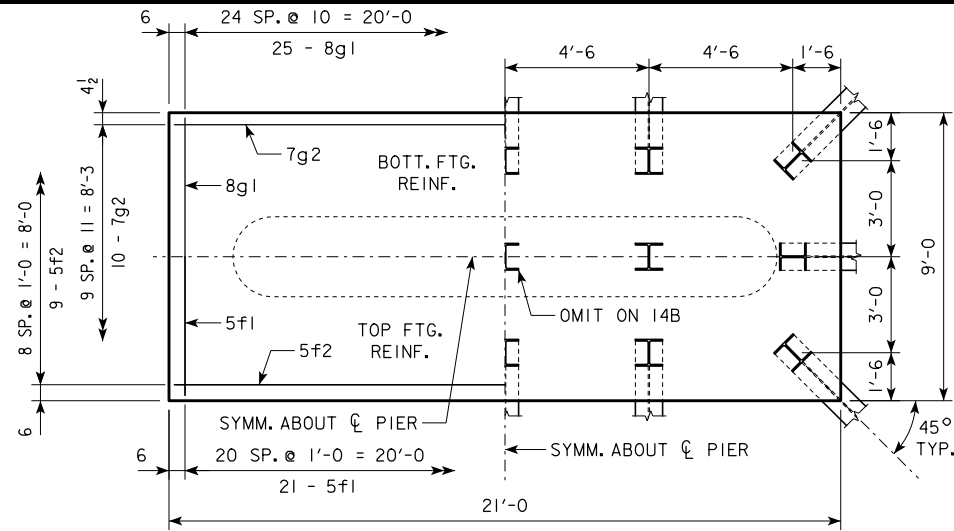 6
24 SP. @ 10 = 20'-0
25 - 8g1
4'-6
4'-6
1'-6
4½
7g2
BOTT. FTG.
REINF.
8g1
1'-6
3'-0
9'-0
3'-0
1'-6
8 SP. @ 1'-0 = 8'-0
9 - 5f2
9 SP. @ 11 = 8'-3
10 - 7g2
OMIT ON 14B
5f1
TOP FTG.
REINF.
5f2
6
SYMM. ABOUT ℄ PIER
SYMM. ABOUT ℄ PIER
45°
TYP.
6
20 SP. @ 1'-0 = 20'-0
21 - 5f1
21'-0